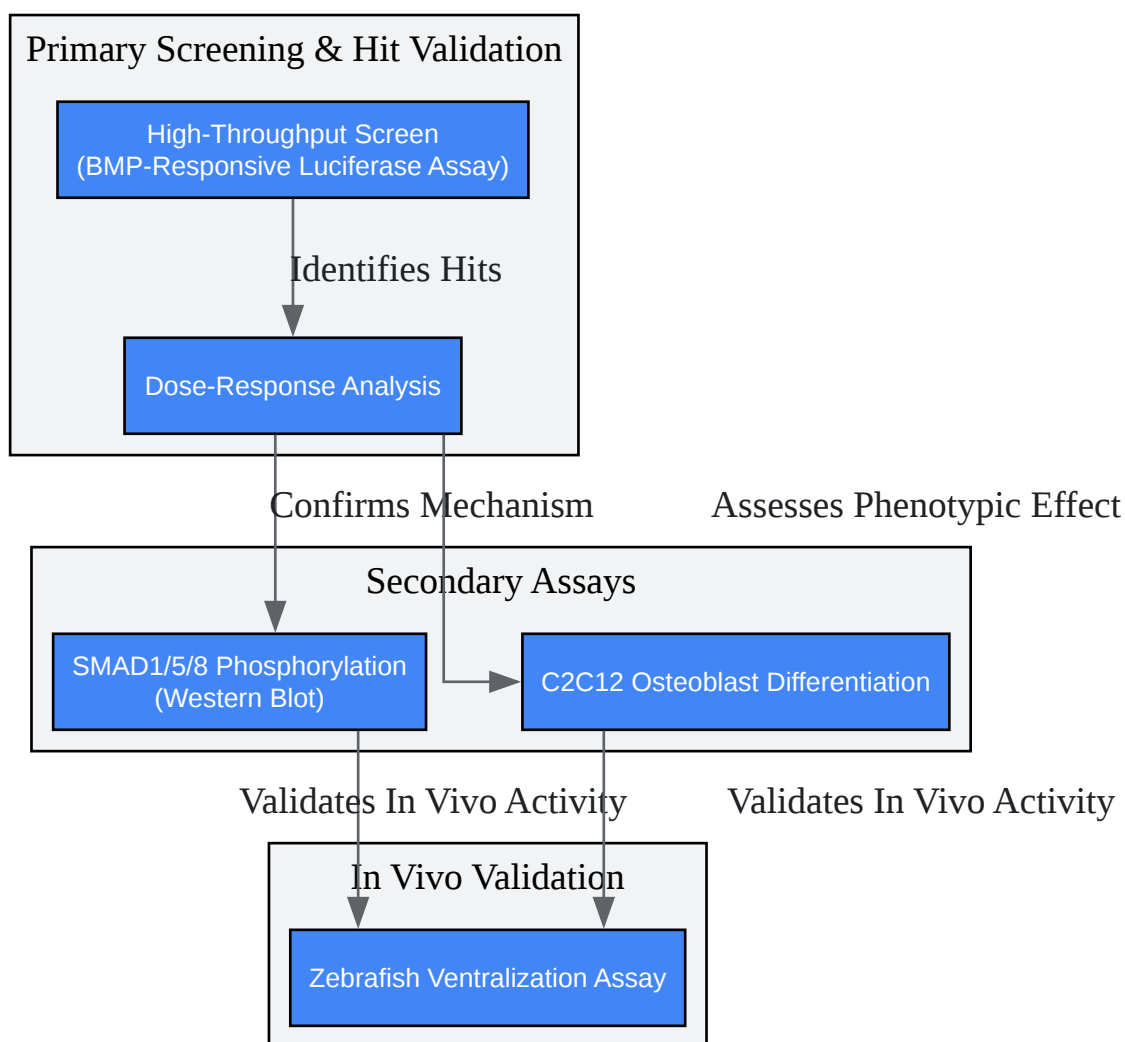 Primary Screening & Hit Validation
High-Throughput Screen
(BMP-Responsive Luciferase Assay)
Identifies Hits
Dose-Response Analysis
Confirms Mechanism
Assesses Phenotypic Effect
Secondary Assays
SMAD1/5/8 Phosphorylation
(Western Blot)
C2C12 Osteoblast Differentiation
Validates In Vivo Activity
Validates In Vivo Activity
In Vivo Validation
Zebrafish Ventralization Assay